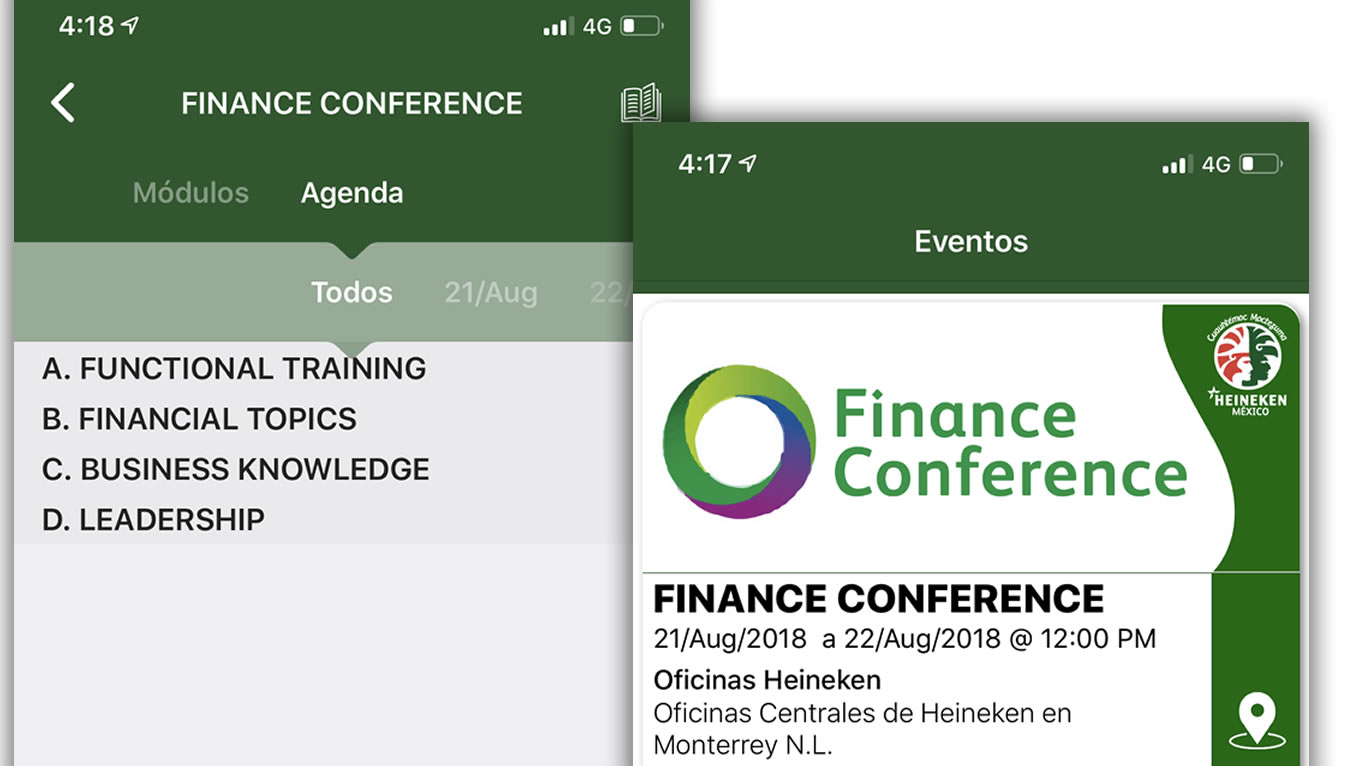 4:18
4G
FINANCE CONFERENCE
Módulos Agenda
Todos 21/Aug 22/
A. FUNCTIONAL TRAINING
B. FINANCIAL TOPICS
C. BUSINESS KNOWLEDGE
D. LEADERSHIP
4:17
4G
Eventos
Cuauhtémoc Moctezuma
HEINEKEN
MÉXICO
Finance
Conference
FINANCE CONFERENCE
21/Aug/2018 a 22/Aug/2018 @ 12:00 PM
Oficinas Heineken
Oficinas Centrales de Heineken en
Monterrey N.L.